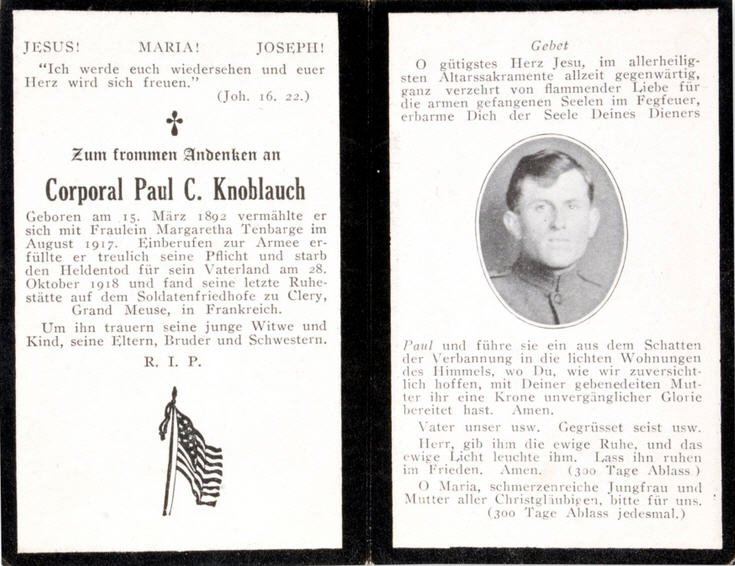 JESUS! MARIA! JOSEPH!
"Ich werde euch wiedersehen und euer
Herz wird sich freuen."
(Joh. 16. 22.)
Zum frommen Andenken an
Corporal Paul C. Knoblauch
Geboren am 15. März 1892 vermählte er
sich mit Fraulein Margaretha Tenbarge im
August 1917. Einberufen zur Armee er-
füllte er treulich seine Pflicht und starb
den Heldentod für sein Vaterland am 28.
Oktober 1918 und fand seine letzte Ruhe-
stätte auf dem Soldatenfriedhofe zu Clery,
Grand Meuse, in Frankreich.
Um ihn trauern seine junge Witwe und
Kind, seine Eltern, Bruder und Schwestern.
R. I. P.
Gebet
O gütigstes Herz Jesu, im allerheilig-
sten Altarssakramente allzeit gegenwärtig,
ganz verzehrt von flammender Liebe für
die armen gefangenen Seelen im Fegfeuer,
erbarme Dich der Seele Deines Dieners
Paul und führe sie ein aus dem Schatten
der Verbannung in die lichten Wohnungen
des Himmels, wo Du, wie wir zuversicht-
lich hoffen, mit Deiner gebenedeiten Mut-
ter ihr eine Krone unvergänglicher Glorie
bereitet hast. Amen.
Vater unser usw. Gegrüsset seist usw.
Herr, gib ihm die ewige Ruhe, und das
ewige Licht leuchte ihm. Lass ihn ruhen
im Frieden. Amen. (300 Tage Ablass.)
O Maria, schmerzenreiche Jungfrau und
Mutter aller Christgläubigen, bitte für uns.
(300 Tage Ablass jedesmal.)